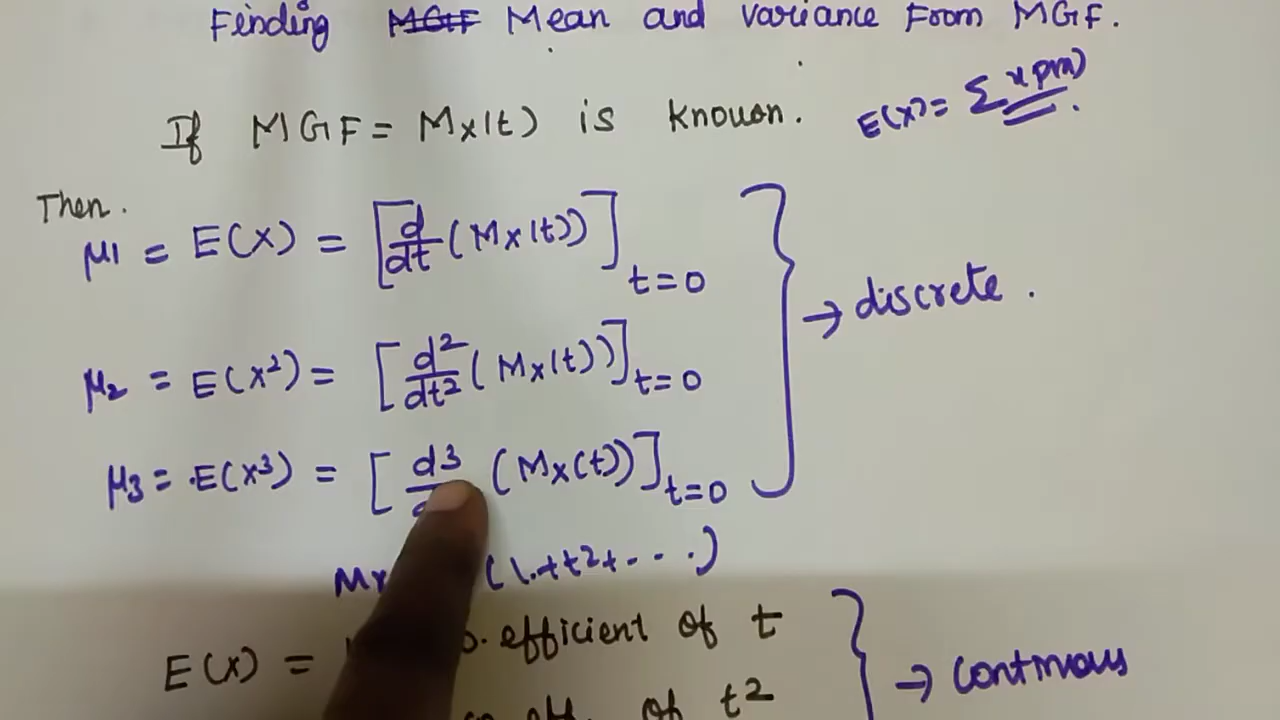 Finding MGF Mean and variance From MGF.
If MGF = Mx(t) is known. E(X) = Σ x p(x).
Then.
μ1 = E(X) = [d/dt (Mx(t))] t=0
μ2 = E(X²) = [d²/dt² (Mx(t))] t=0
→ discrete.
μ3 = E(X³) = [d3 (Mx(t))] t=0
(1+t²+...)
E(X) = efficient of t
→ continuous
of t²